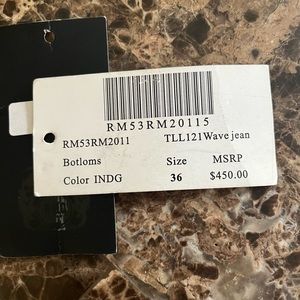 RM53RM20115
RM53RM2011 TLL121Wave jean
Botloms Size MSRP
Color INDG 36 $450.00